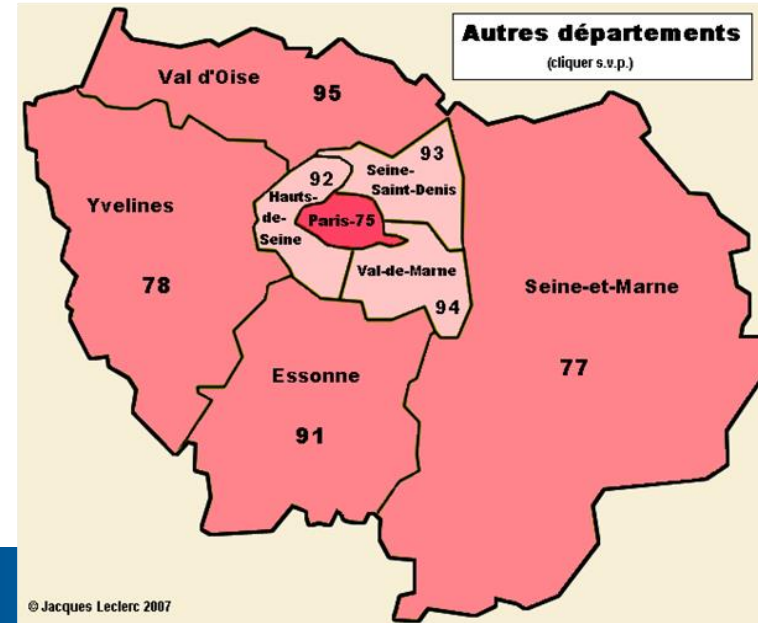 Autres départements
(cliquer s.v.p.)
Val d'Oise
95
93
Seine-
Saint-Denis
92
Hauts-
de-
Seine
Paris-75
Yvelines
78
Val-de-Marne
94
Seine-et-Marne
77
Essonne
91
© Jacques Leclerc 2007